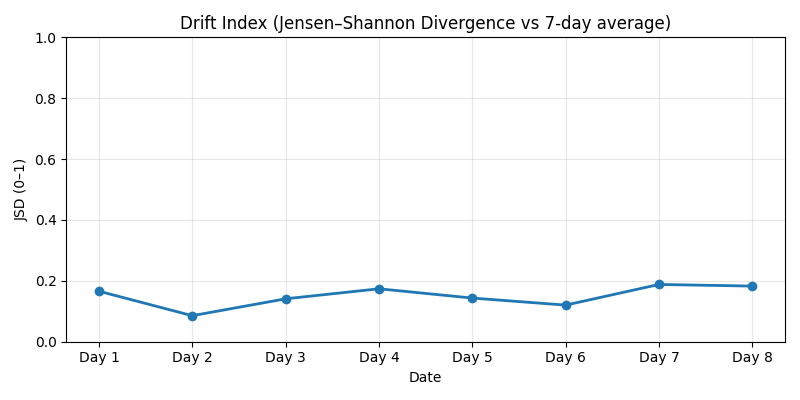 Drift Index (Jensen–Shannon Divergence vs 7-day average)
1.0
0.8
0.6
0.4
0.2
0.0
JSD (0–1)
Day 1 Day 2 Day 3 Day 4 Day 5 Day 6 Day 7 Day 8
Date